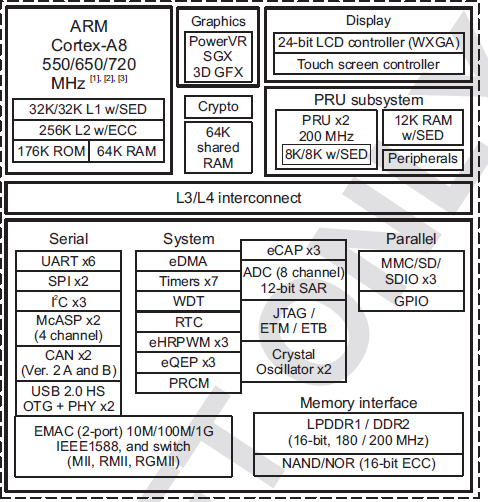 ARM
Cortex-A8
550/650/720
MHz [1], [2], [3]
32K/32K L1 w/SED
256K L2 w/ECC
176K ROM
64K RAM
Graphics
PowerVR
SGX
3D GFX
Crypto
64K
shared
RAM
Display
24-bit LCD controller (WXGA)
Touch screen controller
PRU subsystem
PRU x2
200 MHz
8K/8K w/SED
12K RAM
w/SED
Peripherals
L3/L4 interconnect
Serial
UART x6
SPI x2
I²C x3
McASP x2
(4 channel)
CAN x2
(Ver. 2 A and B)
USB 2.0 HS
OTG + PHY x2
EMAC (2-port) 10M/100M/1G
IEEE1588, and switch
(MII, RMII, RGMII)
System
eDMA
Timers x7
WDT
RTC
eHRPWM x3
eQEP x3
PRCM
eCAP x3
ADC (8 channel)
12-bit SAR
JTAG /
ETM / ETB
Crystal
Oscillator x2
Parallel
MMC/SD/
SDIO x3
GPIO
Memory interface
LPDDR1 / DDR2
(16-bit, 180 / 200 MHz)
NAND/NOR (16-bit ECC)